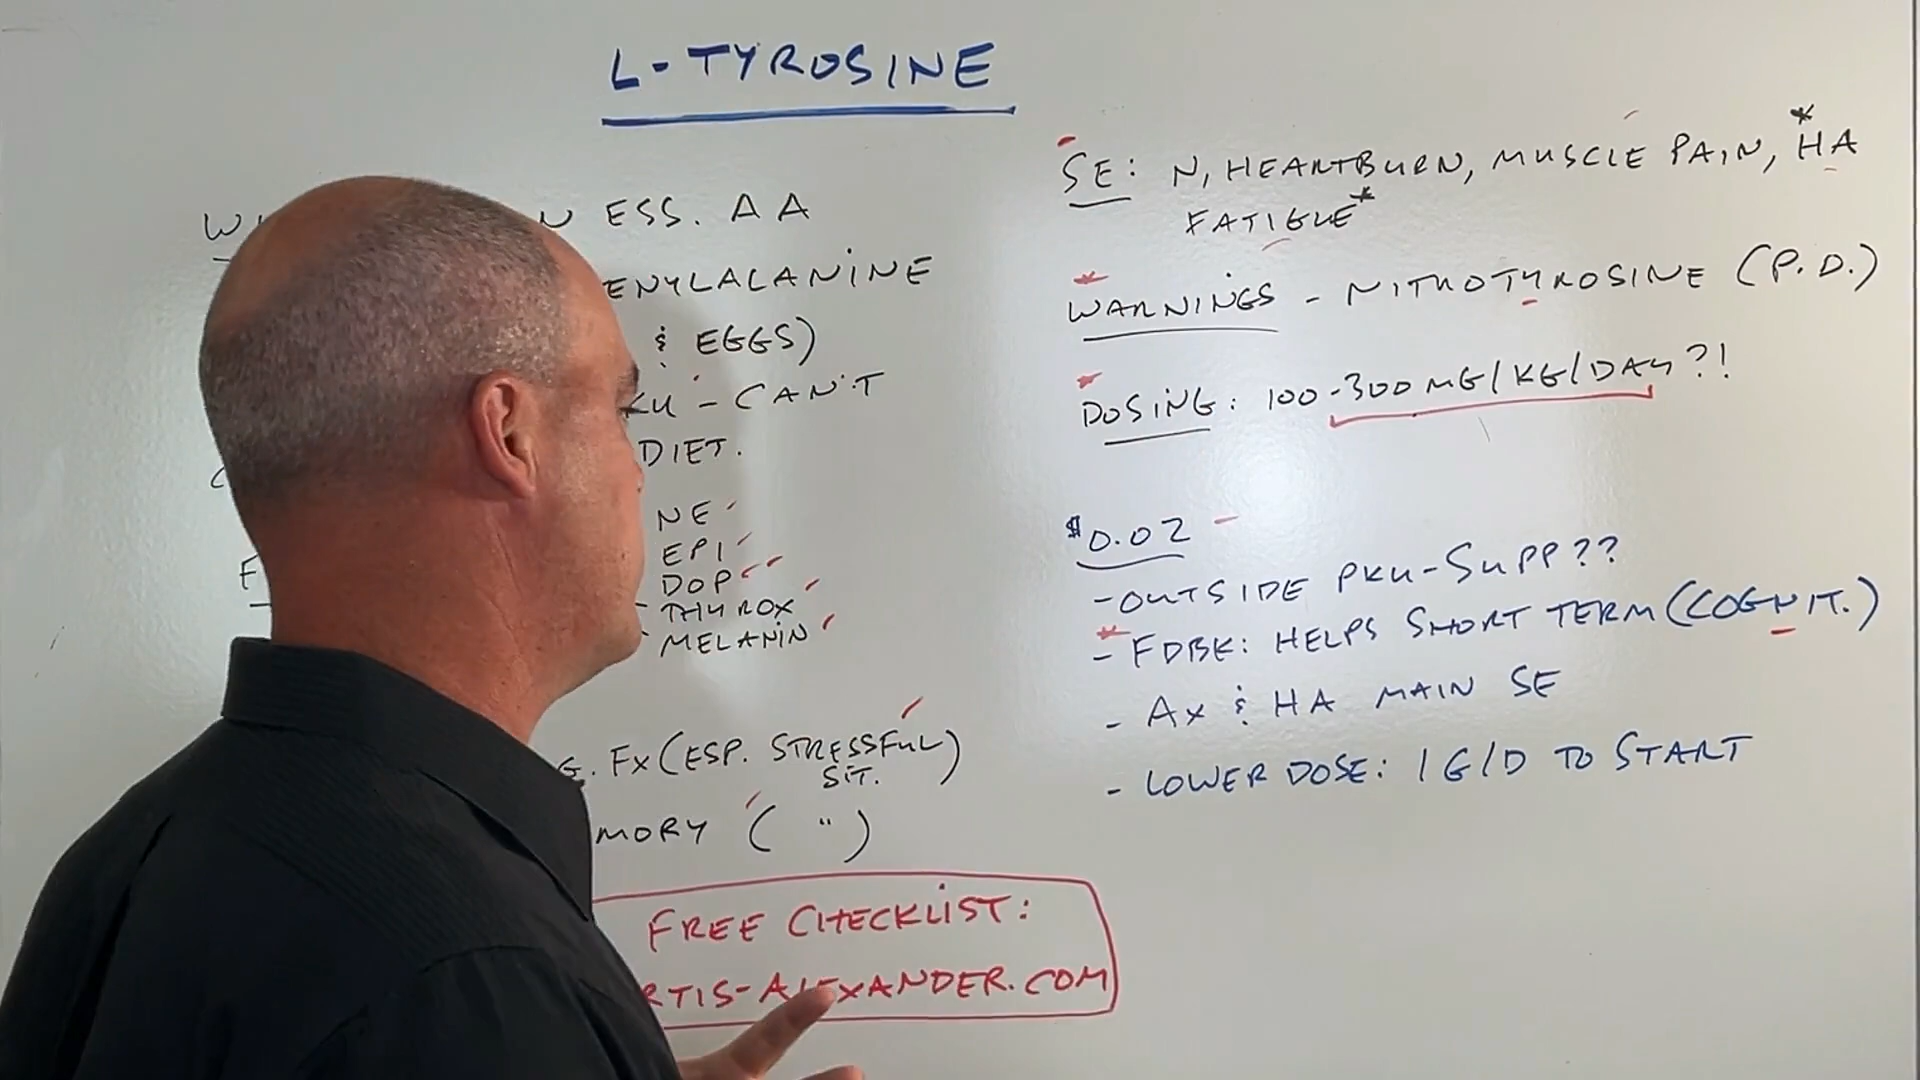 L-TYROSINE
ESS. AA
ENYLALANINE
& EGGS)
KU - CAN'T
DIET.
NE
EPI
DOP
- THYROX
- MELANIN
G. FX (ESP. STRESSFUL
SIT.)
MORY ( " )
FREE CHECKLIST:
RTIS-ALEXANDER.COM
SE: N, HEARTBURN, MUSCLE PAIN, HA*
FATIGUE*
* WARNINGS - NITROTYROSINE (P.D.)
* DOSING: 100-300 MG/KG/DAY?!
$0.02
- OUTSIDE PKU-SUPP??
* - FDBK: HELPS SHORT TERM (COGNIT.)
- AX & HA MAIN SE
- LOWER DOSE: 1G/D TO START